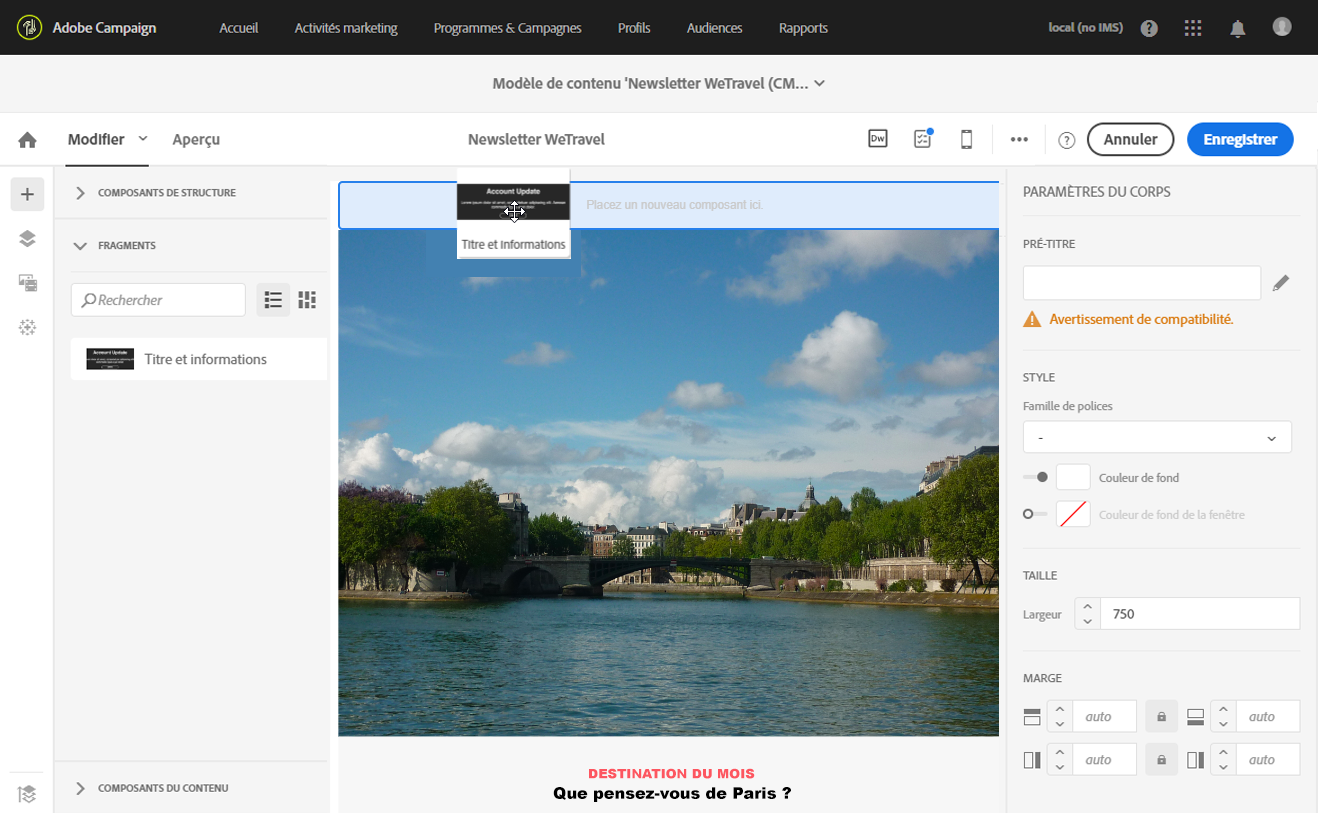 Adobe Campaign
Accueil
Activités marketing
Programmes & Campagnes
Profils
Audiences
Rapports
local (no IMS)
Modèle de contenu 'Newsletter WeTravel (CM...
Modifier
Aperçu
Newsletter WeTravel
Dw
Annuler
Enregistrer
COMPOSANTS DE STRUCTURE
FRAGMENTS
Rechercher
Account Update
Titre et informations
COMPOSANTS DU CONTENU
Account Update
Titre et informations
Placez un nouveau composant ici.
DESTINATION DU MOIS
Que pensez-vous de Paris ?
PARAMÈTRES DU CORPS
PRÉ-TITRE
Avertissement de compatibilité.
STYLE
Famille de polices
-
Couleur de fond
Couleur de fond de la fenêtre
TAILLE
Largeur
750
MARGE
auto
auto
auto
auto